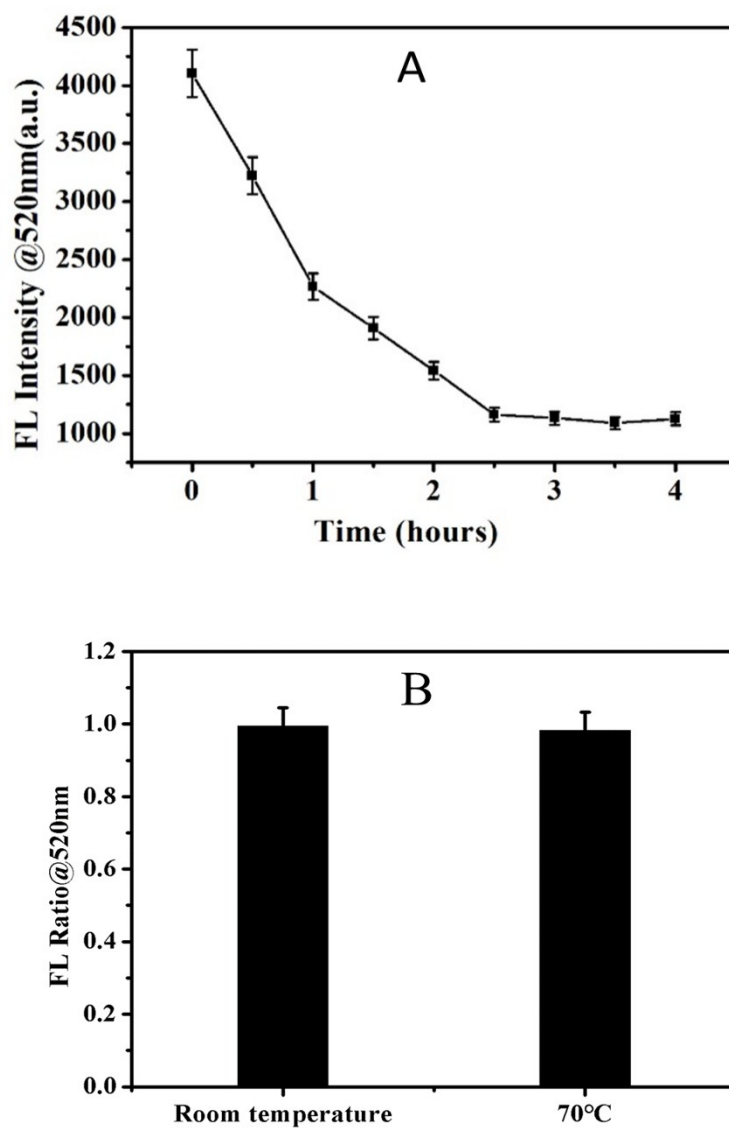 A
FL Intensity @520nm(a.u.)
4500
4000
3500
3000
2500
2000
1500
1000
0 1 2 3 4
Time (hours)
B
FL Ratio@520nm
1.2
1.0
0.8
0.6
0.4
0.2
0.0
Room temperature 70°C